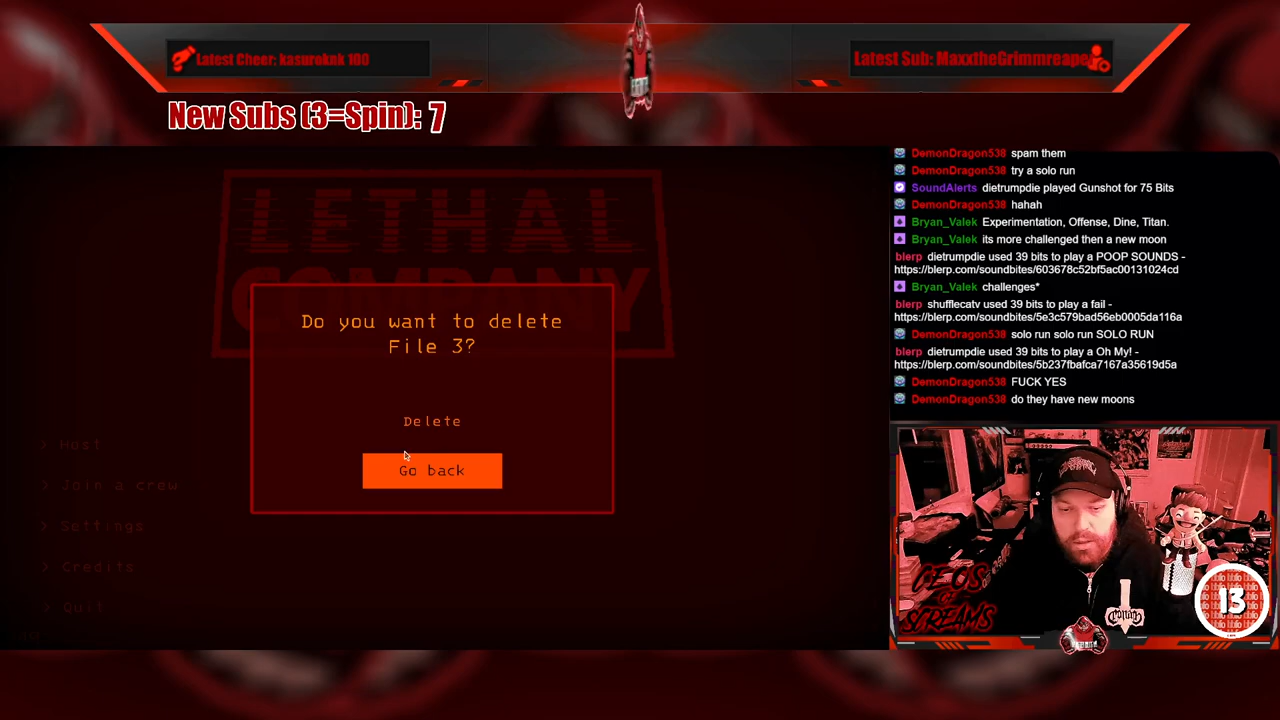 Latest Cheer: kasuroknk 100
Latest Sub: MaxxtheGrimmreape
New Subs (3=Spin): 7
LETHAL
COMPANY
Do you want to delete
File 3?
Delete
Go back
> Host
> Join a crew
> Settings
> Credits
> Quit
DemonDragon538 spam them
DemonDragon538 try a solo run
SoundAlerts dietrumpdie played Gunshot for 75 Bits
DemonDragon538 hahah
Bryan_Valek Experimentation, Offense, Dine, Titan.
Bryan_Valek its more challenged then a new moon
blerp dietrumpdie used 39 bits to play a POOP SOUNDS -
https://blerp.com/soundbites/603678c52bf5ac00131024cd
Bryan_Valek challenges*
blerp shufflecatv used 39 bits to play a fail -
https://blerp.com/soundbites/5e3c579bad56eb0005da116a
DemonDragon538 solo run solo run SOLO RUN
blerp dietrumpdie used 39 bits to play a Oh My! -
https://blerp.com/soundbites/5b237fbafca7167a35619d5a
DemonDragon538 FUCK YES
DemonDragon538 do they have new moons
CEOS
OF
SCREAMS
13